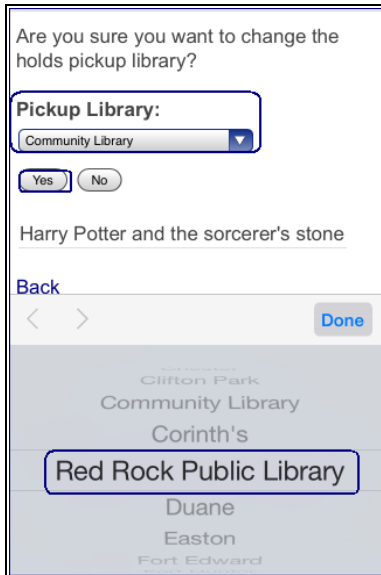 Are you sure you want to change the
holds pickup library?
Pickup Library:
Community Library
Yes No
Harry Potter and the sorcerer's stone
Back
Done
Clifton Park
Community Library
Corinth's
Red Rock Public Library
Duane
Easton
Fort Edward